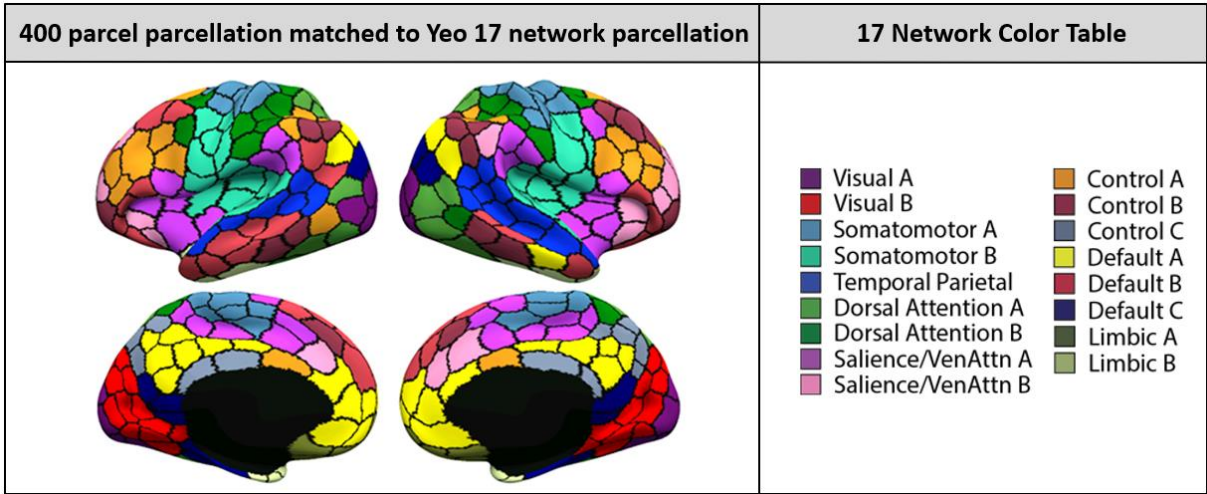 400 parcel parcellation matched to Yeo 17 network parcellation
17 Network Color Table
Visual A
Visual B
Somatomotor A
Somatomotor B
Temporal Parietal
Dorsal Attention A
Dorsal Attention B
Salience/VenAttn A
Salience/VenAttn B
Control A
Control B
Control C
Default A
Default B
Default C
Limbic A
Limbic B